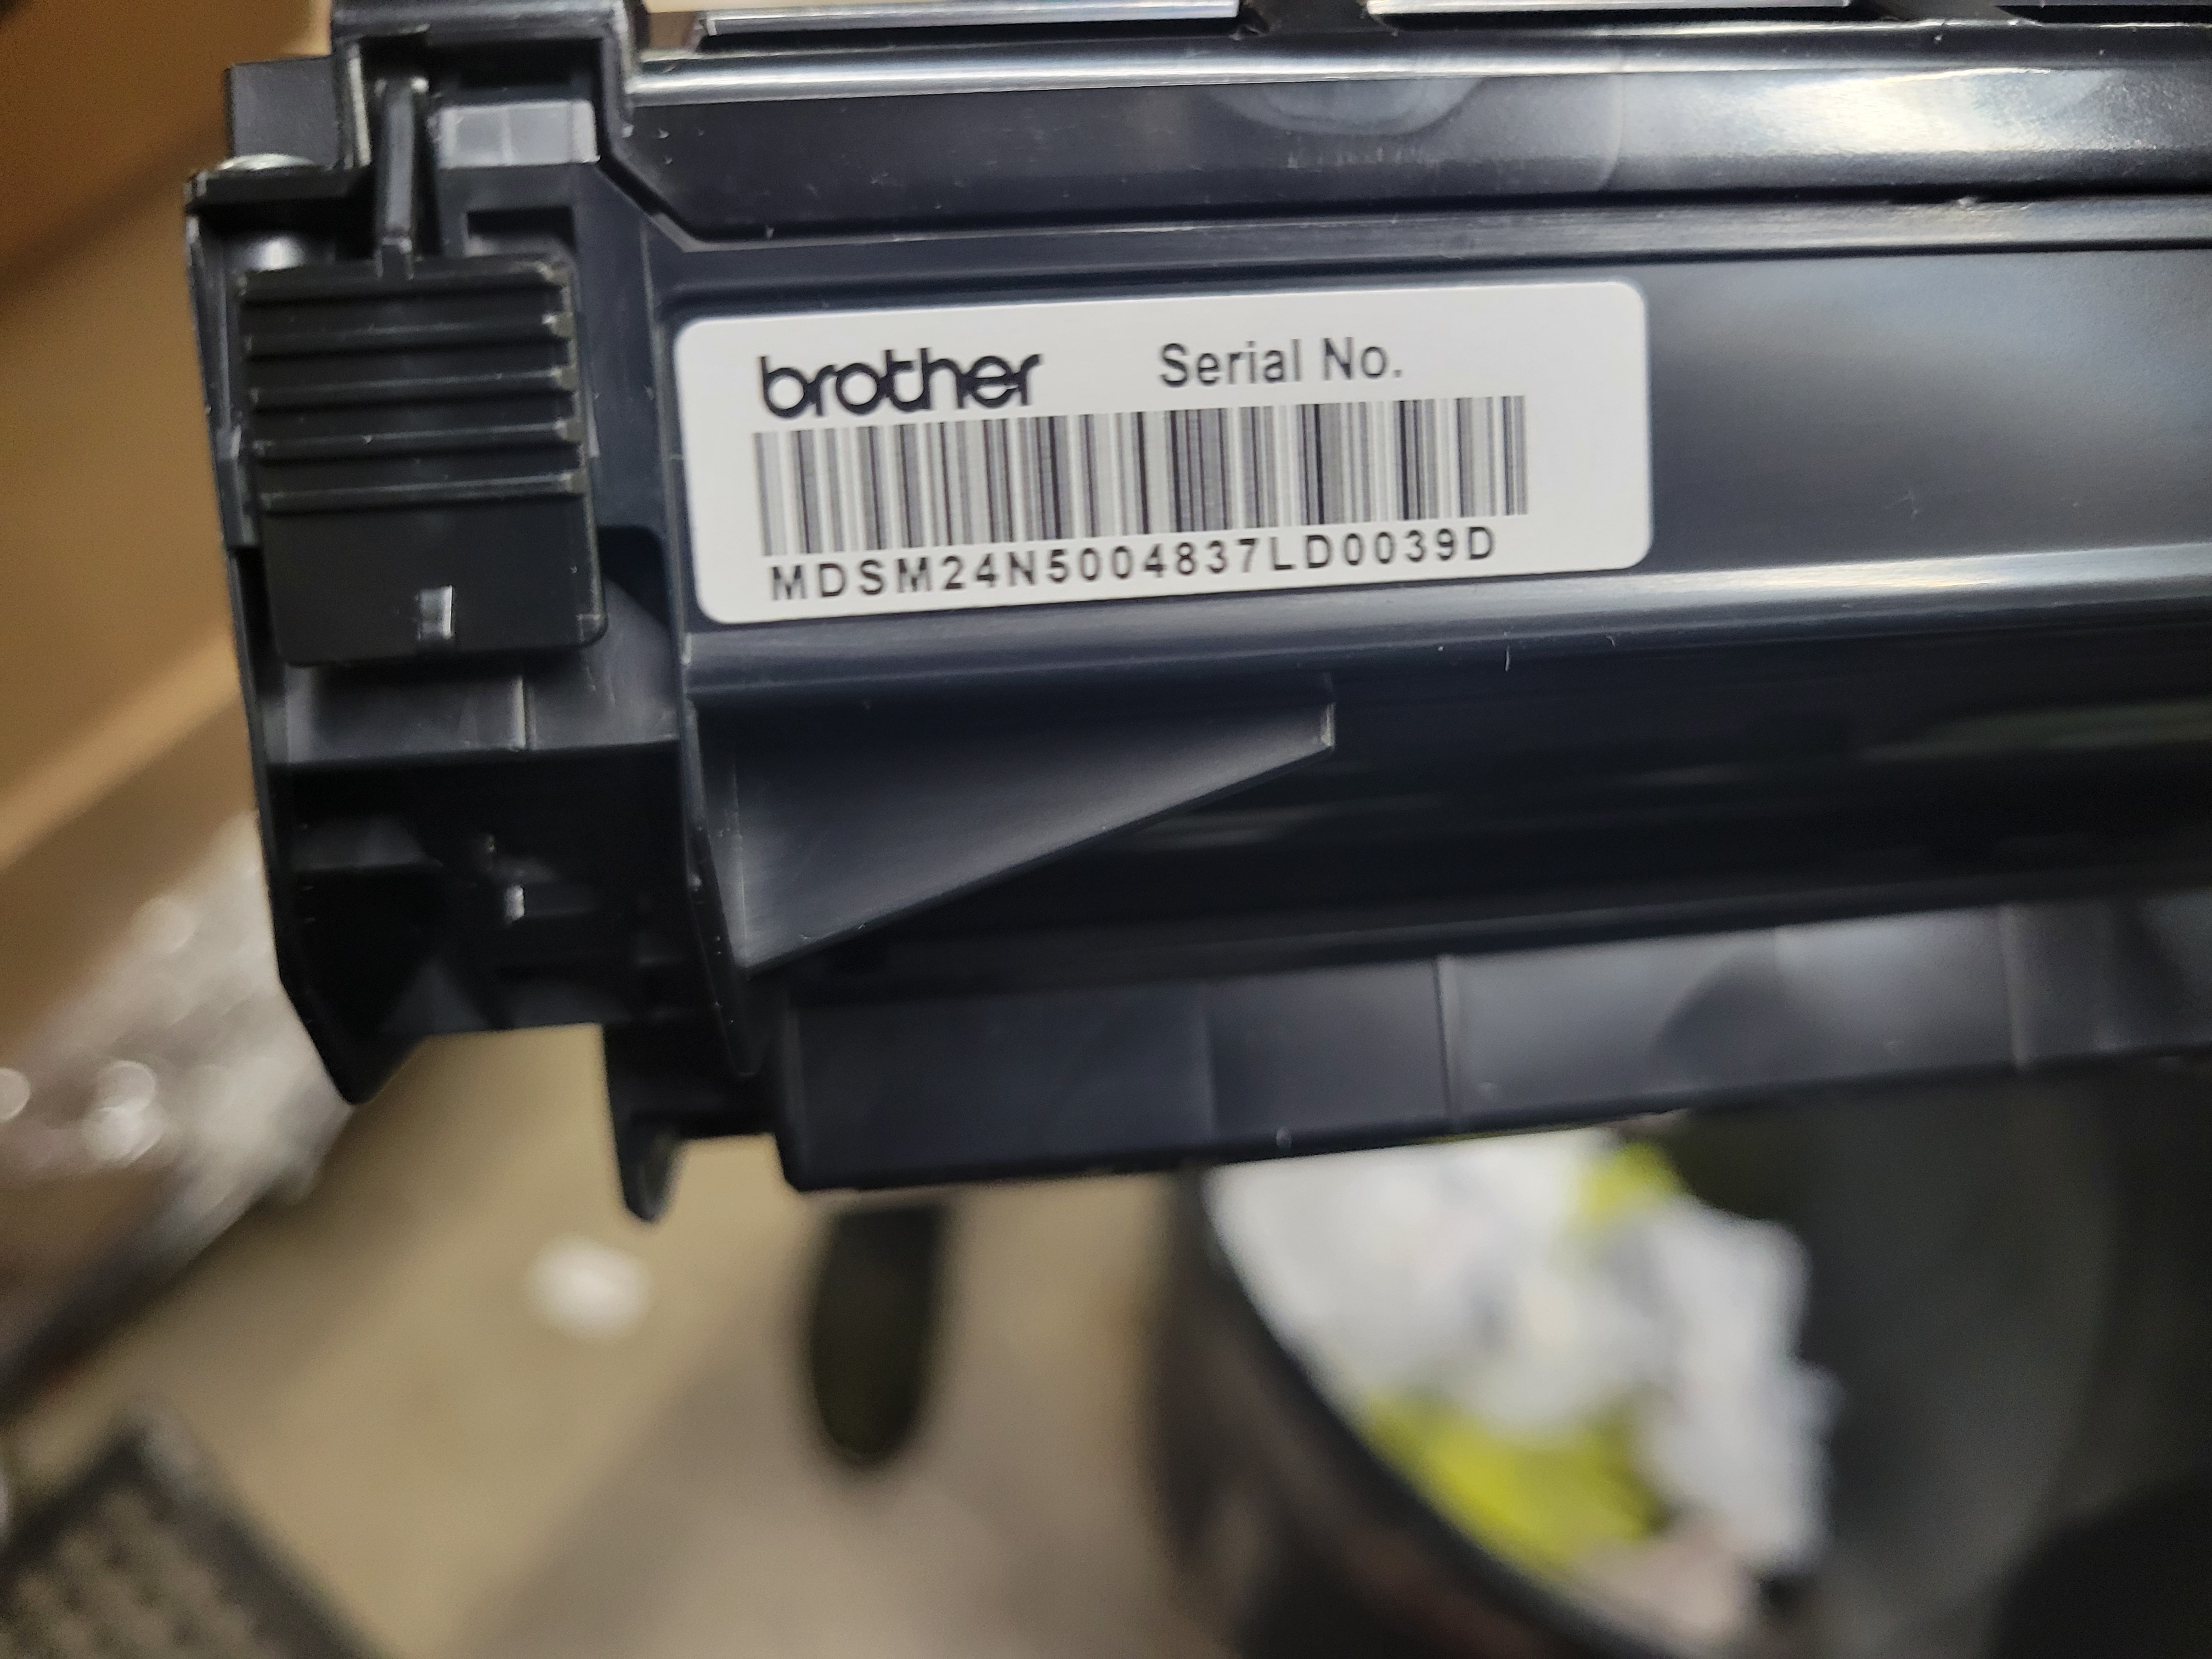 brother Serial No.
MDSM24N5004837LD0039D